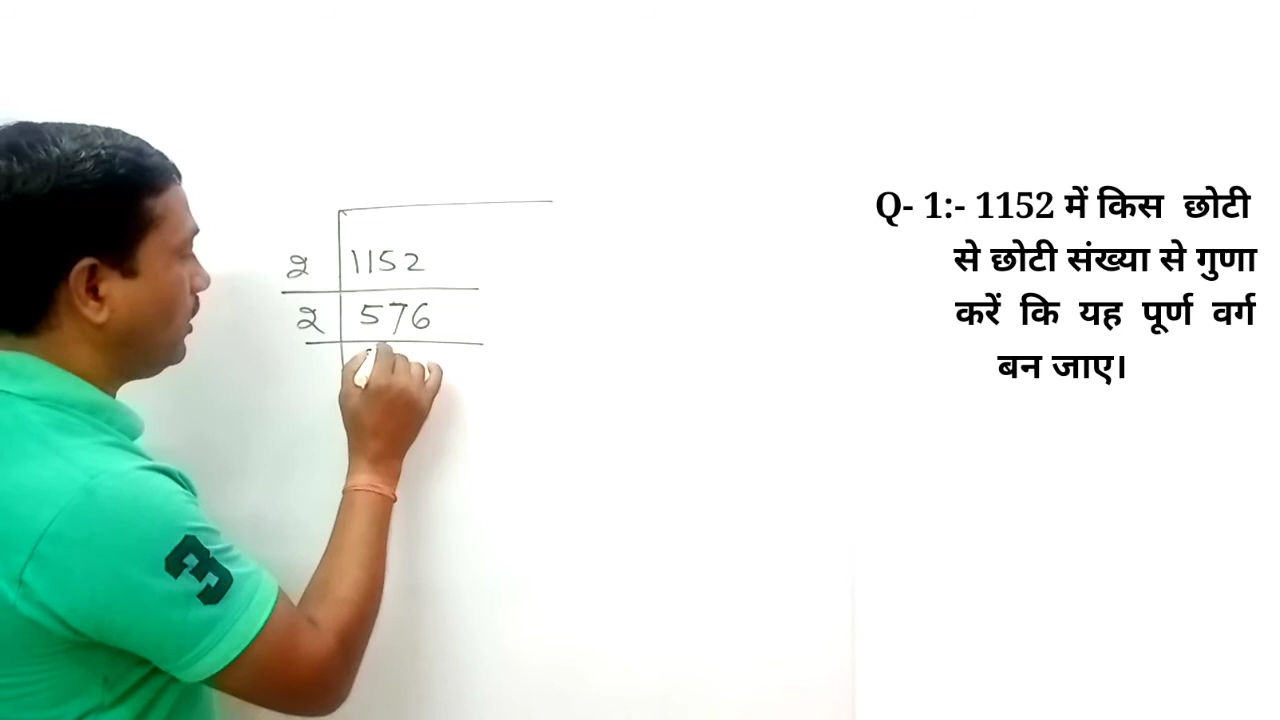 Q- 1:- 1152 में किस छोटी
से छोटी संख्या से गुणा
करें कि यह पूर्ण वर्ग
बन जाए।
2 1152
2 576
3